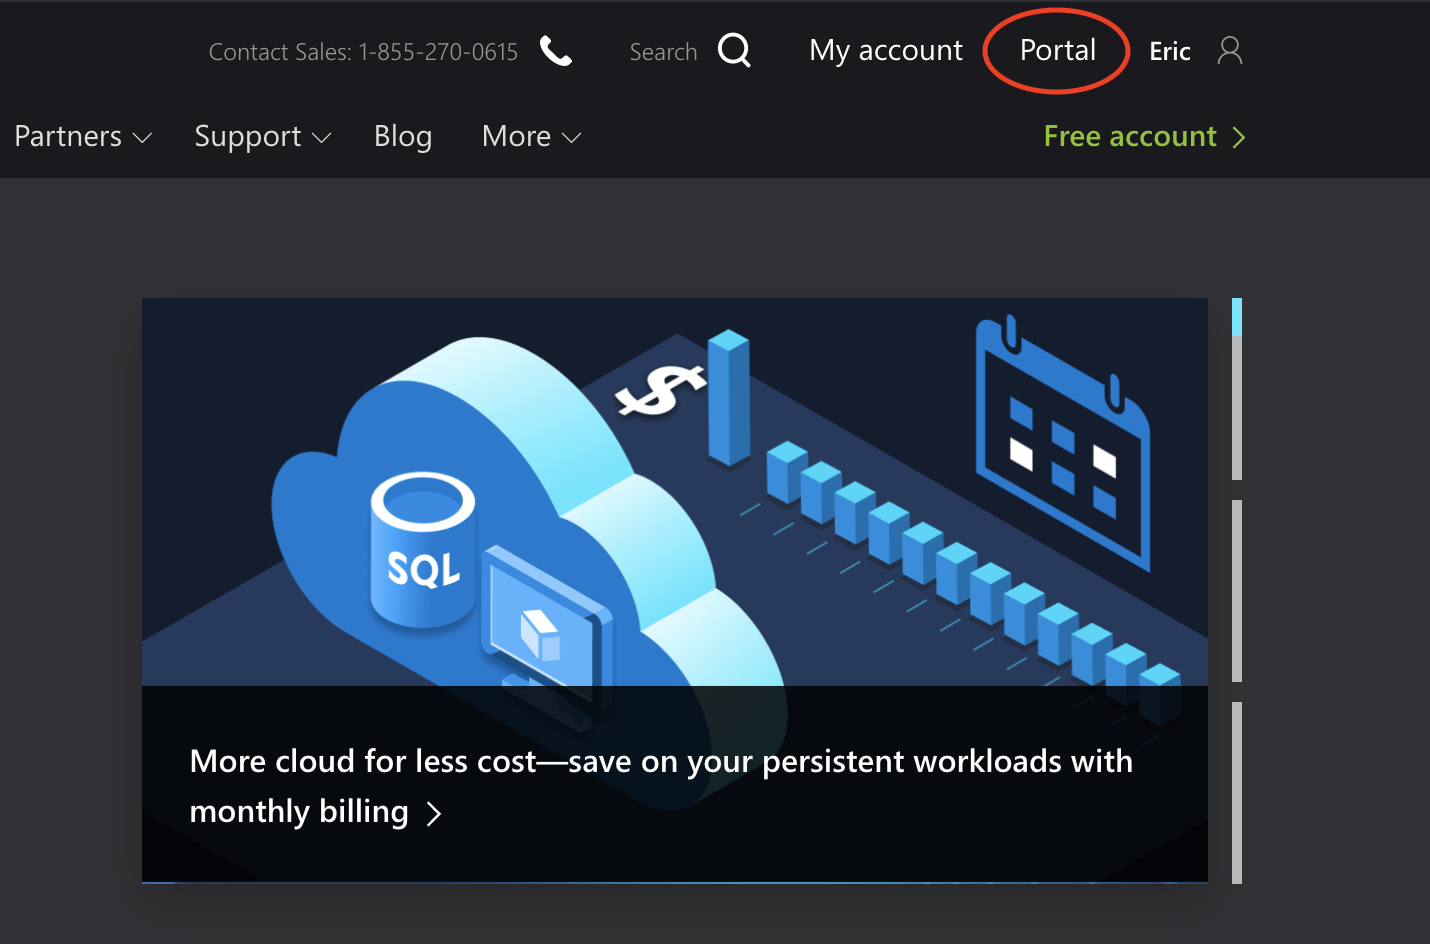 Contact Sales: 1-855-270-0615 Search My account Portal Eric
Partners Support Blog More Free account
$
SQL
More cloud for less cost—save on your persistent workloads with
monthly billing